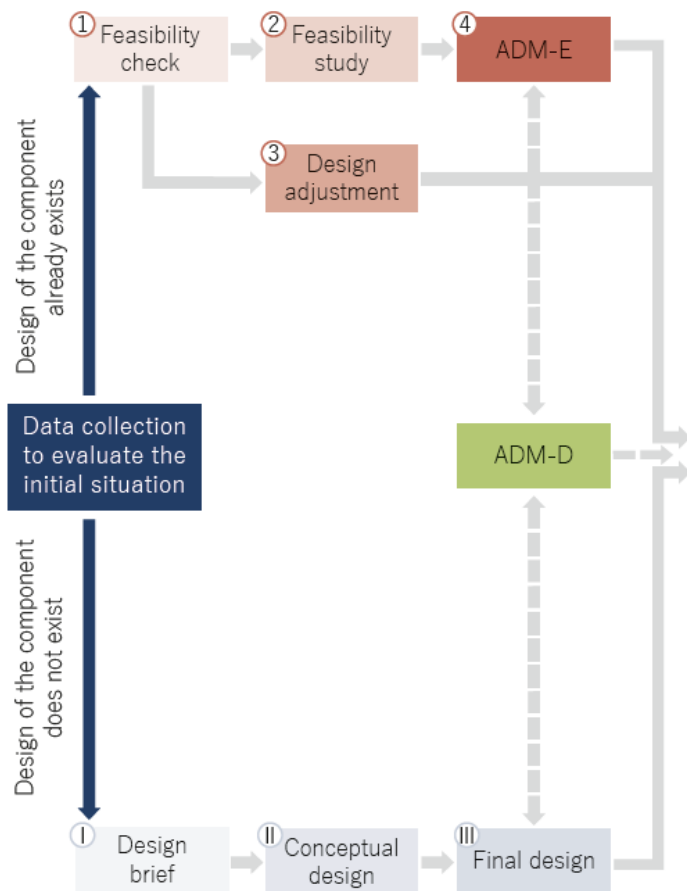 1
Feasibility
check
2
Feasibility
study
4
ADM-E
3
Design
adjustment
Design of the component
already exists
Data collection
to evaluate the
initial situation
ADM-D
Design of the component
does not exist
I
Design
brief
II
Conceptual
design
III
Final design